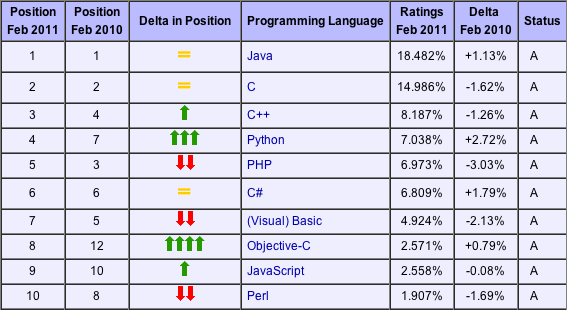 Position Feb 2011 Position Feb 2010 Delta in Position Programming Language Ratings Feb 2011 Delta Feb 2010 Status
1 1 Java 18.482% +1.13% A
2 2 C 14.986% -1.62% A
3 4 C++ 8.187% -1.26% A
4 7 Python 7.038% +2.72% A
5 3 PHP 6.973% -3.03% A
6 6 C# 6.809% +1.79% A
7 5 (Visual) Basic 4.924% -2.13% A
8 12 Objective-C 2.571% +0.79% A
9 10 JavaScript 2.558% -0.08% A
10 8 Perl 1.907% -1.69% A